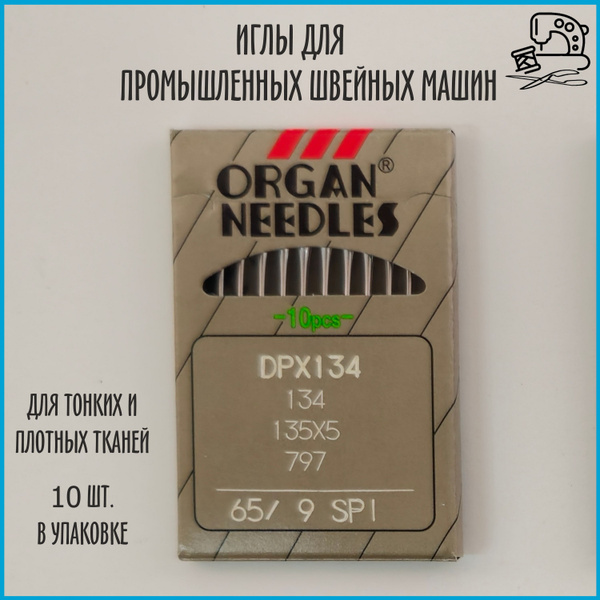 ИГЛЫ ДЛЯ
ПРОМЫШЛЕННЫХ ШВЕЙНЫХ МАШИН
ORGAN®
NEEDLES
-10pcs-
DPX134
134
135X5
797
65/ 9 SPI
ДЛЯ ТОНКИХ И
ПЛОТНЫХ ТКАНЕЙ
10 ШТ.
В УПАКОВКЕ